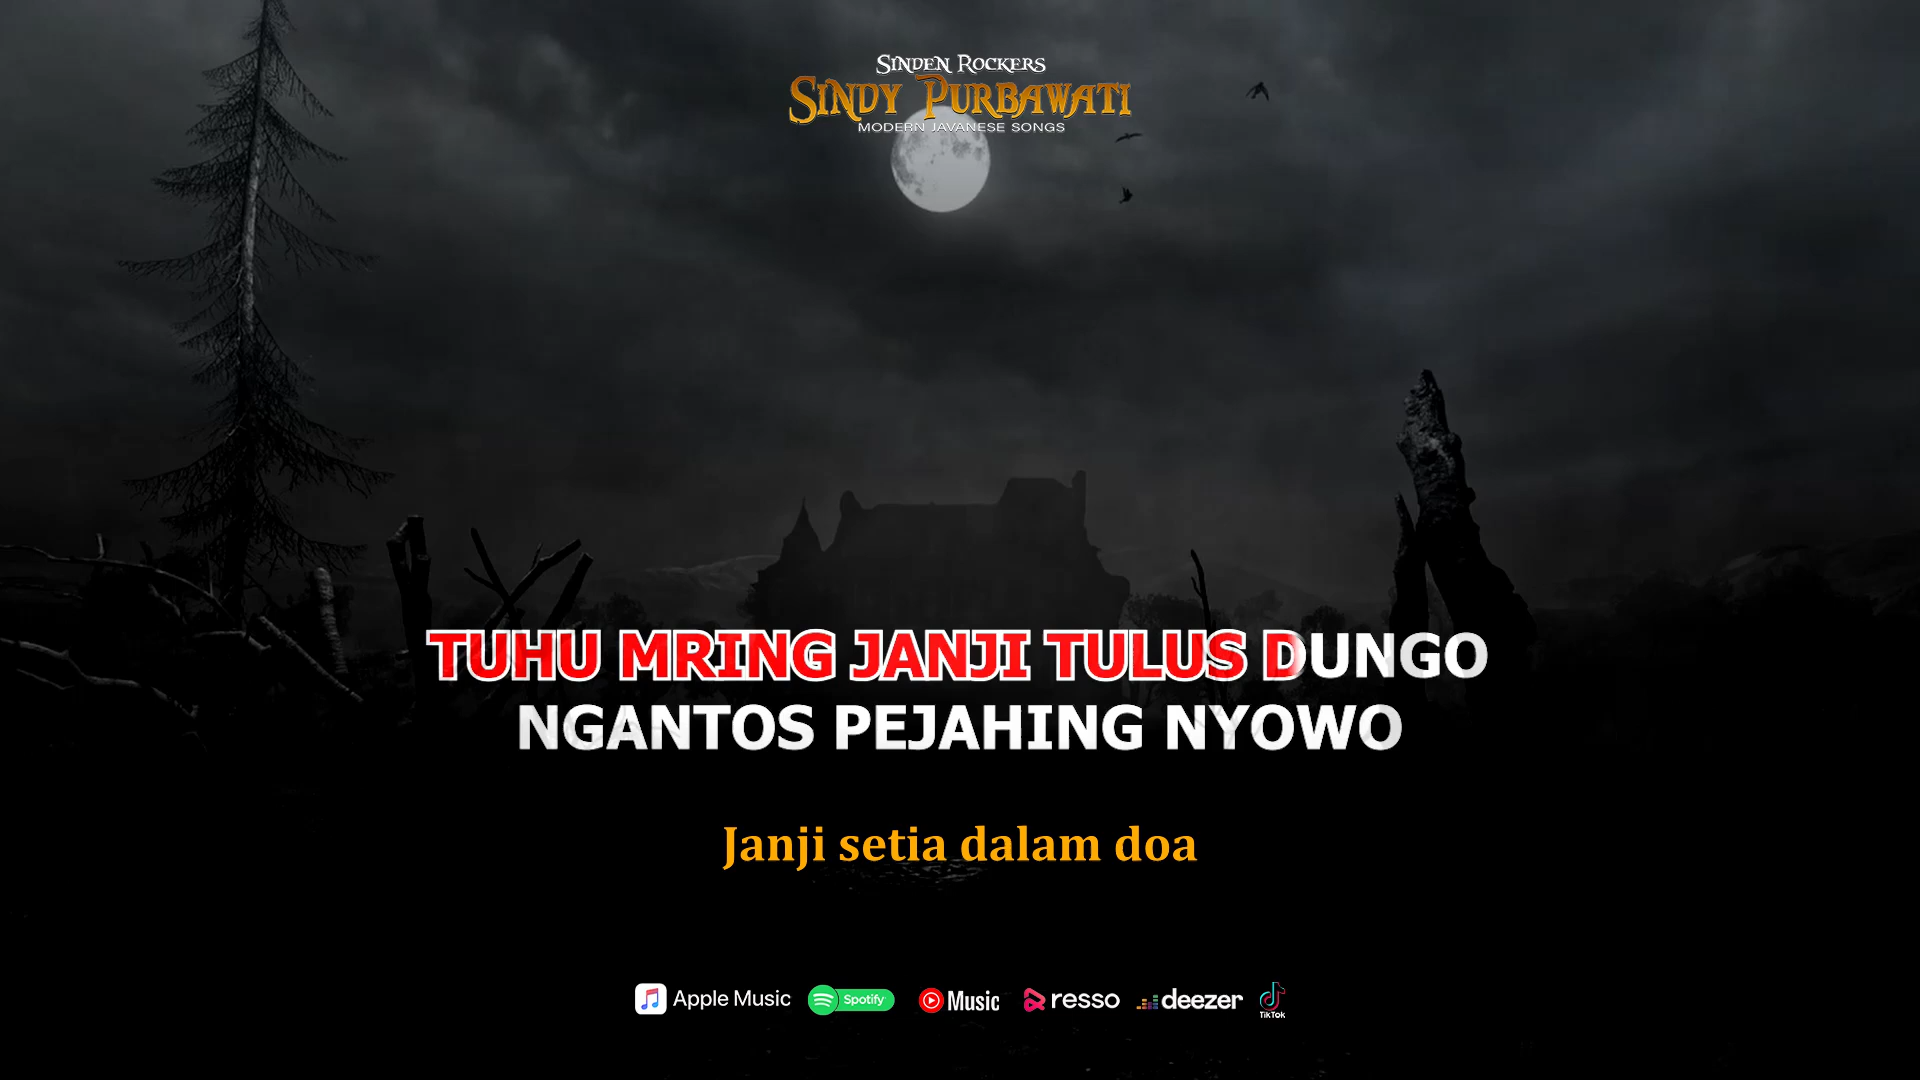 SINDEN ROCKERS
SINDY PURBAWATI
MODERN JAVANESE SONGS
TUHU MRING JANJI TULUS DUNGO
NGANTOS PEJAHING NYOWO
Janji setia dalam doa
Apple Music Spotify Music resso deezer TikTok